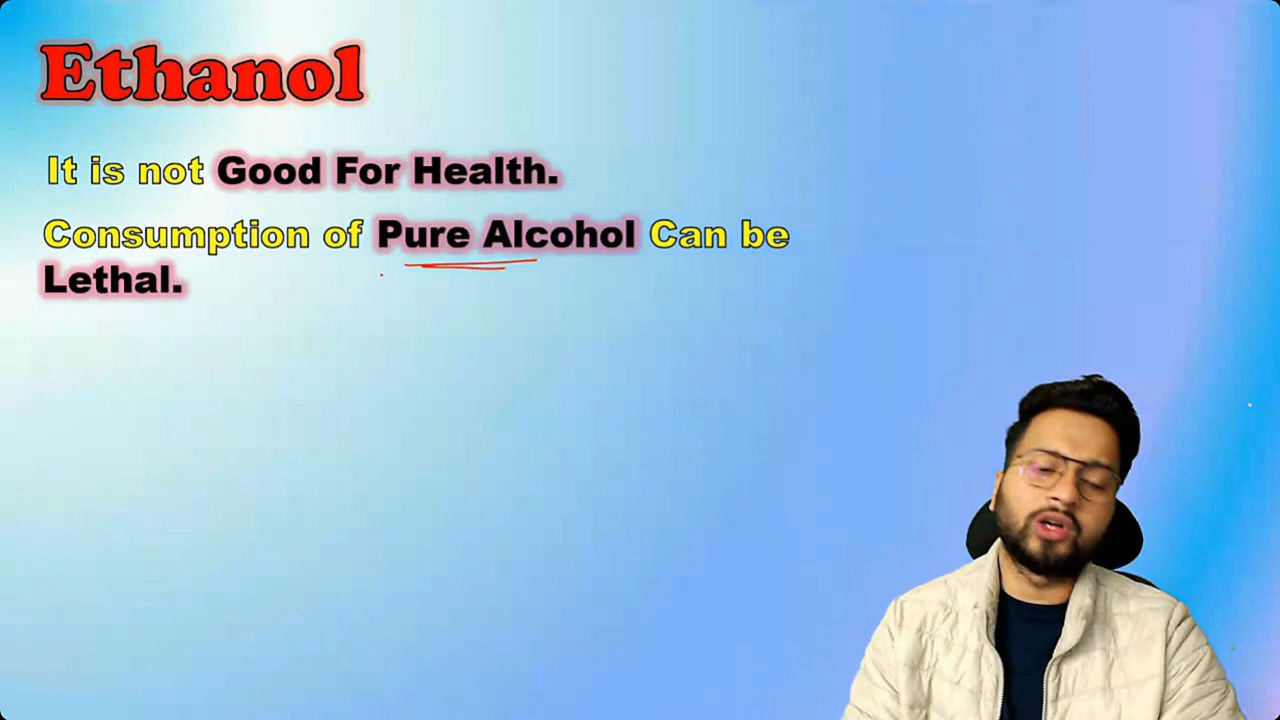 Ethanol
It is not Good For Health.
Consumption of Pure Alcohol Can be
Lethal.